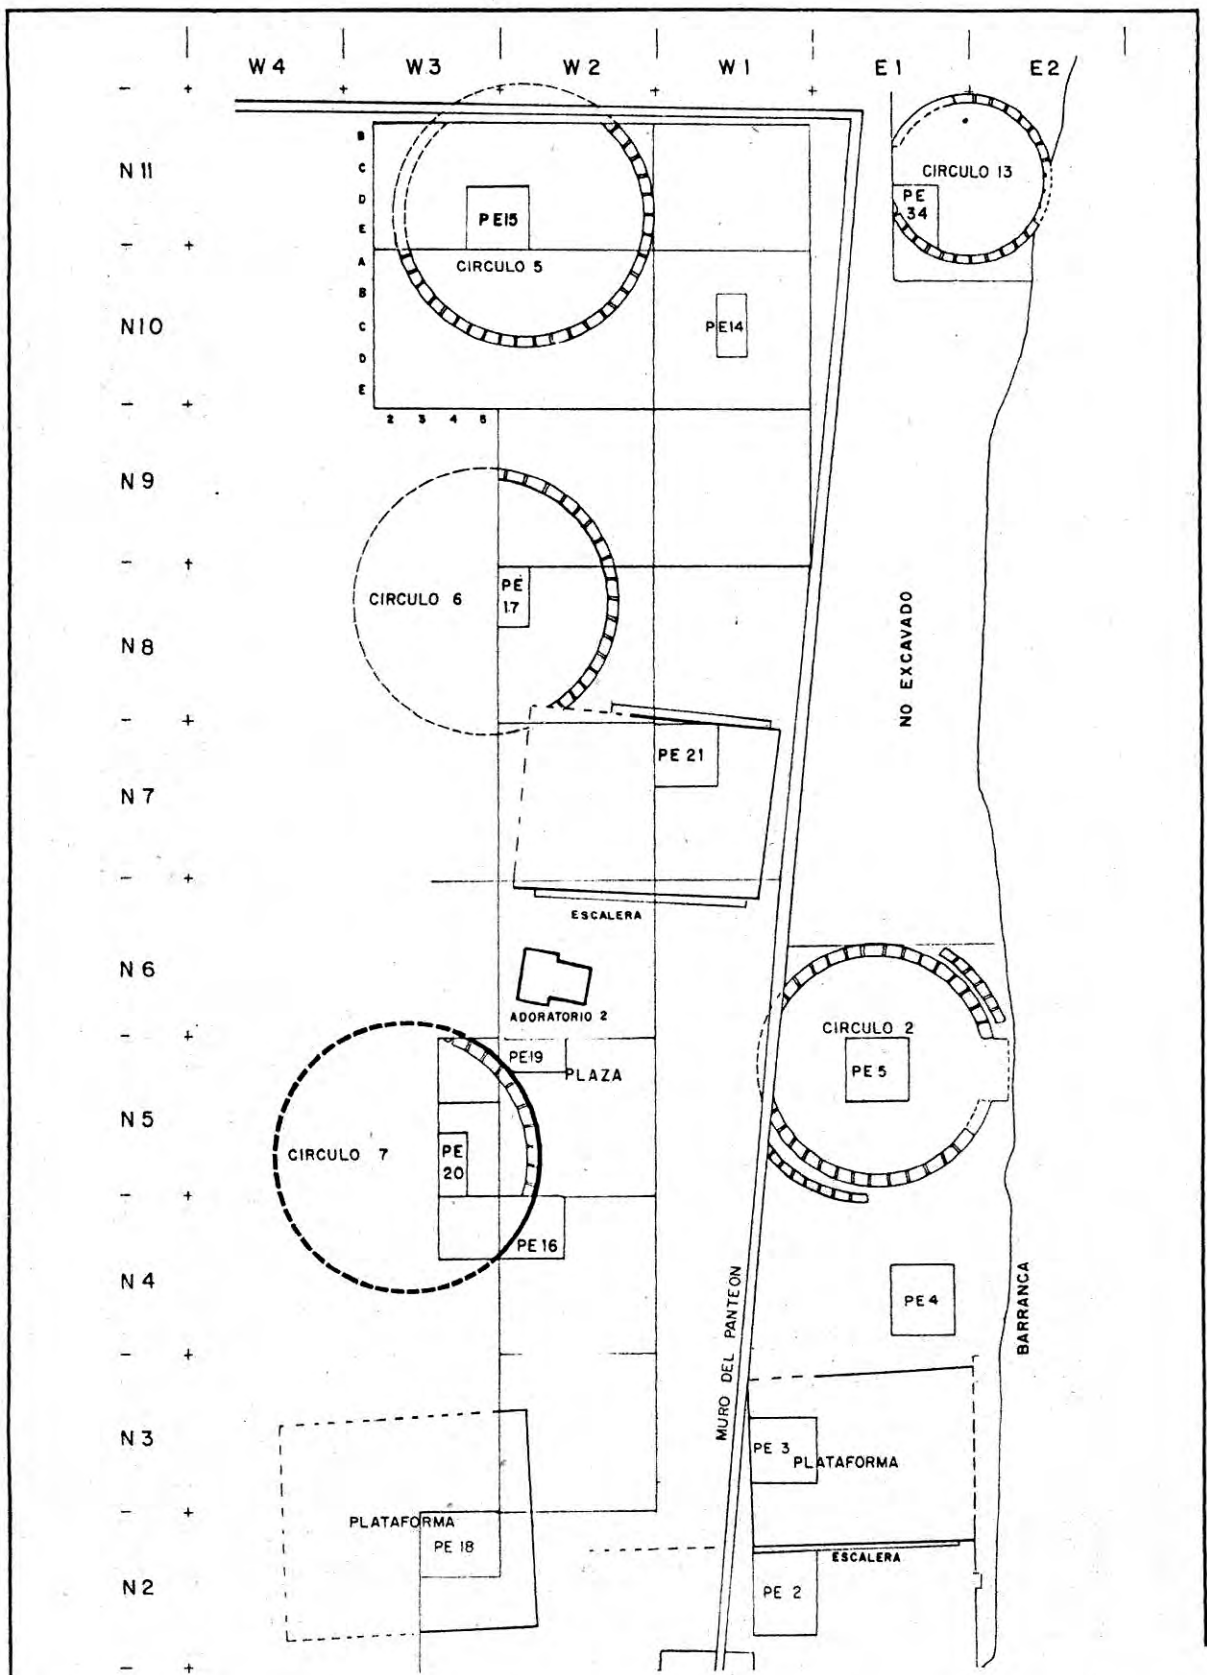 W4 W3 W2 W1 E1 E2
N11
B
C
D
E
PE15
CIRCULO 13
PE
34
A
B
C
D
E
CIRCULO 5
N10
PE14
2 3 4 5
N9
CIRCULO 6
PE
17
N8
NO EXCAVADO
PE 21
N7
ESCALERA
N6
ADORATORIO 2
CIRCULO 2
PE19
PLAZA
PE 5
N5
CIRCULO 7
PE
20
PE 16
N4
PE 4
MURO DEL PANTEON
BARRANCA
N3
PE 3
PLATAFORMA
PLATAFORMA
PE 18
ESCALERA
N2
PE 2